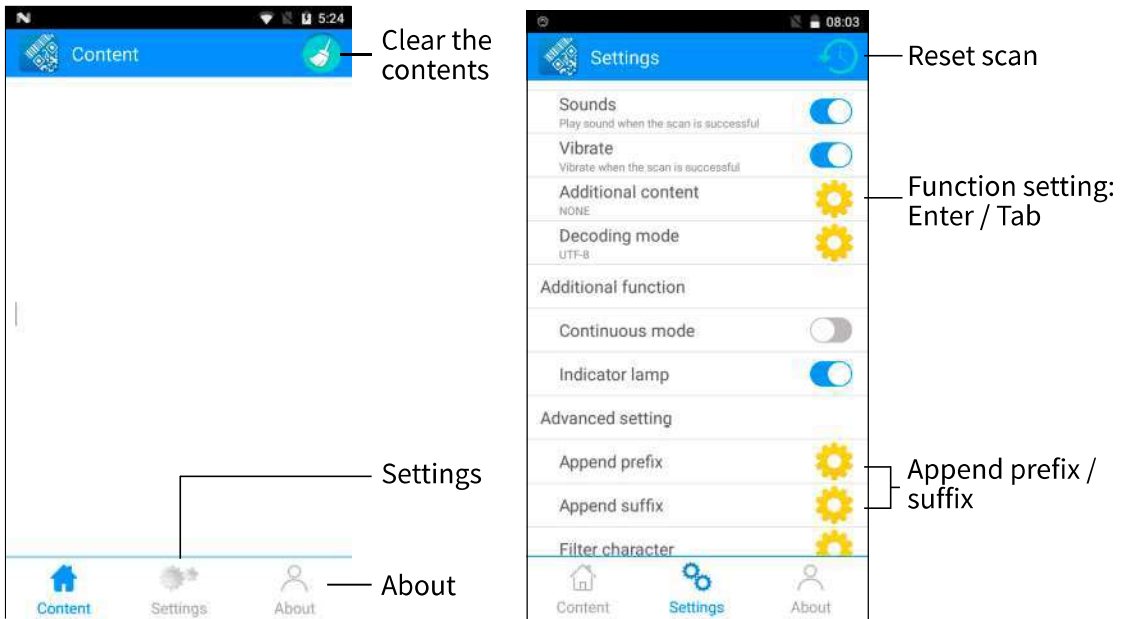 5:24
Content
Clear the
contents
Settings
About
Content
Settings
About
08:03
Settings
Reset scan
Sounds
Play sound when the scan is successful
Vibrate
Vibrate when the scan is successful
Additional content
NONE
Function setting:
Enter / Tab
Decoding mode
UTF-8
Additional function
Continuous mode
Indicator lamp
Advanced setting
Append prefix
Append suffix
Append prefix /
suffix
Filter character
Content
Settings
About